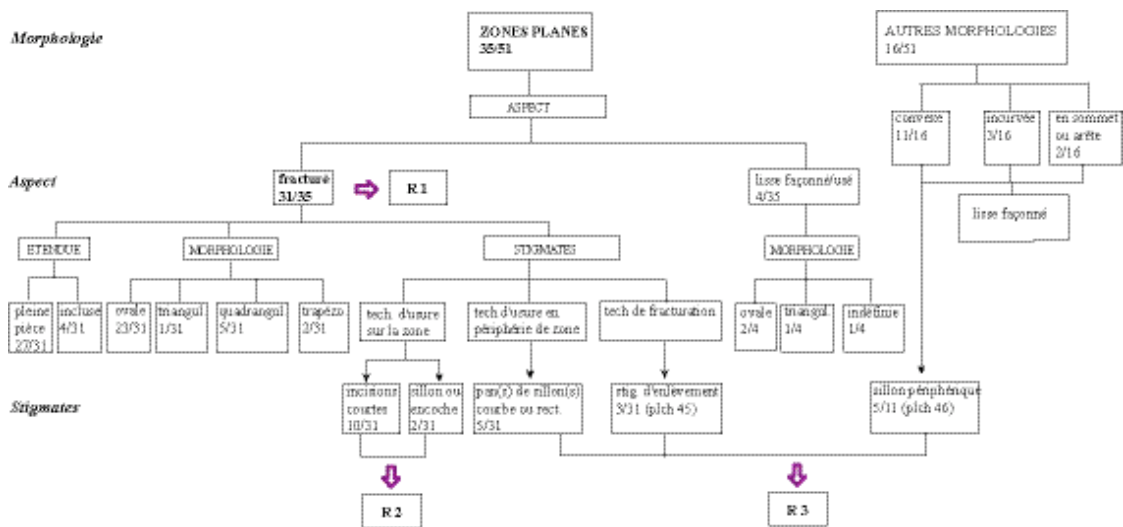 Morphologie
ZONES PLANES
35/51
AUTRES MORPHOLOGIES
16/51
ASPECT
convexe
11/16
incurvée
3/16
en sommet
ou arête
2/16
Aspect
fracturé
31/35
R 1
lisse façonné/usé
4/35
lisse façonné
ETENDUE
MORPHOLOGIE
STIGMATES
MORPHOLOGIE
pleine
pièce
27/31
incluse
4/31
ovale
23/31
triangul
1/31
quadrangul
5/31
trapézo.
2/31
tech. d'usure
sur la zone
tech d'usure en
périphérie de zone
tech de fracturation
ovale
2/4
triangul.
1/4
indéfinie
1/4
Stigmates
incisions
courtes
10/31
sillon ou
encoche
2/31
pan(s) de sillon(s)
courbe ou rect.
5/31
stig. d'enlèvement
3/31 (plch 45)
sillon périphérique
5/11 (plch 46)
R 2
R 3